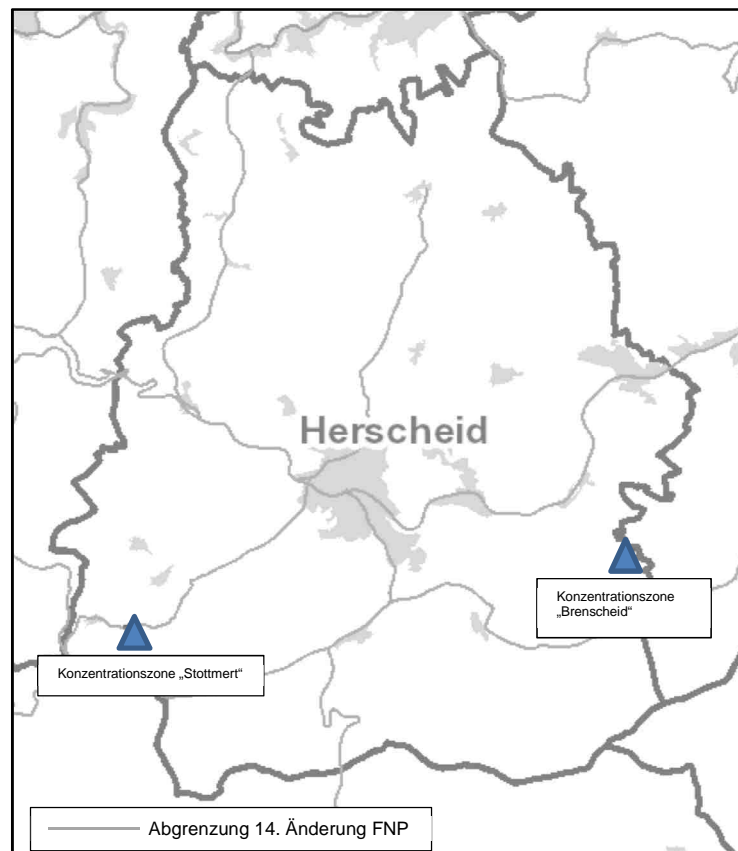 Herscheid
Konzentrationszone
„Brenscheid“
Konzentrationszone „Stottmert“
Abgrenzung 14. Änderung FNP